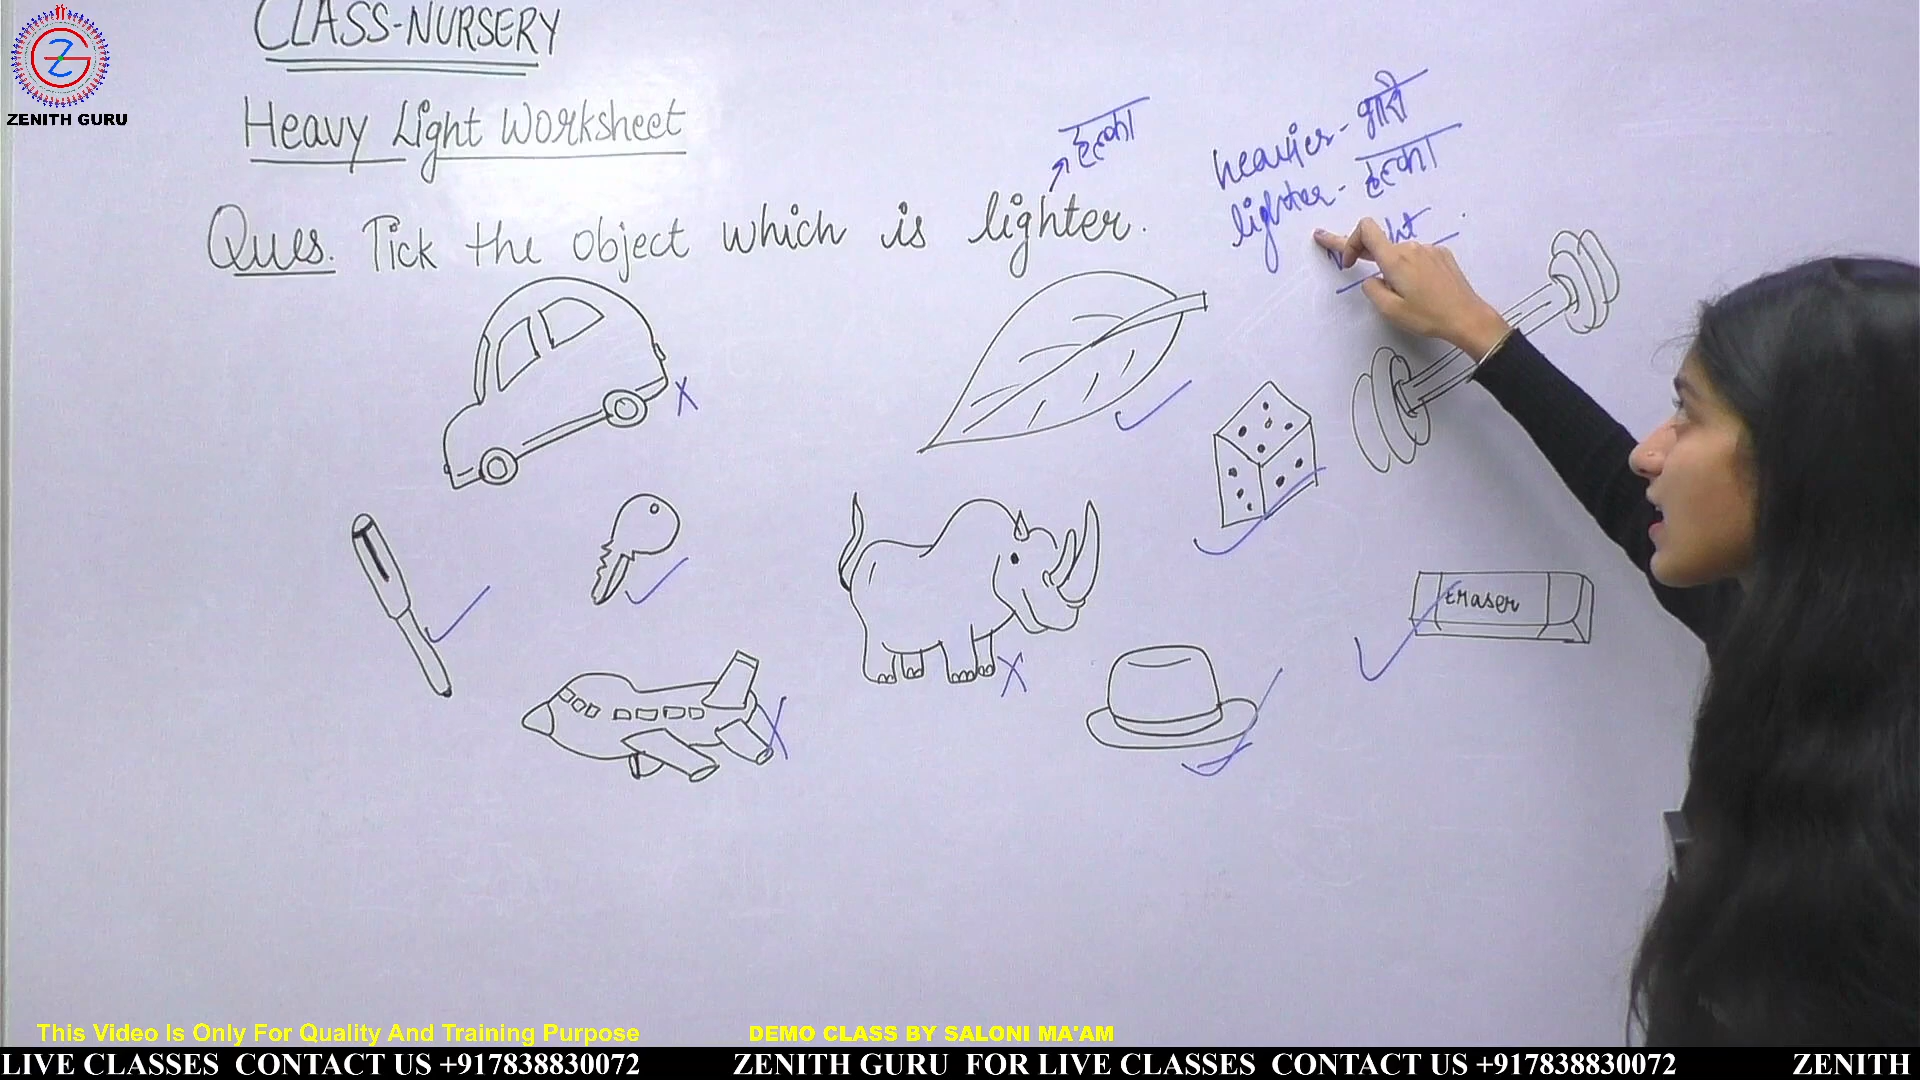 CLASS-NURSERY
ZENITH GURU
Heavy Light Worksheet
हल्का
heavier - भारी
lighter - हल्का
Ques. Tick the object which is lighter.
Eraser
This Video Is Only For Quality And Training Purpose
DEMO CLASS BY SALONI MA'AM
LIVE CLASSES CONTACT US +917838830072 ZENITH GURU FOR LIVE CLASSES CONTACT US +917838830072 ZENITH